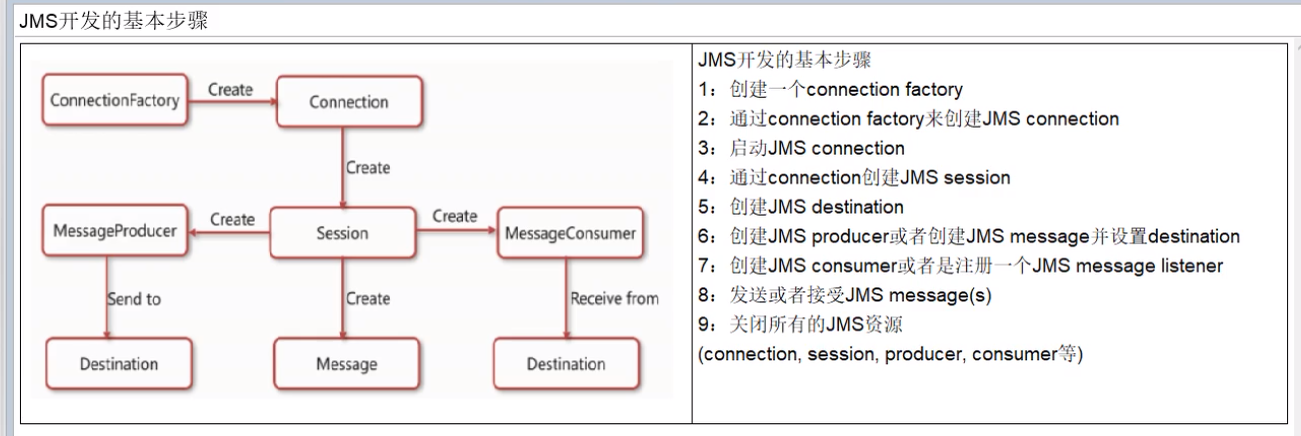 JMS开发的基本步骤
ConnectionFactory
Create
Connection
Create
MessageProducer
Create
Session
Create
MessageConsumer
Send to
Create
Receive from
Destination
Message
Destination
JMS开发的基本步骤
1：创建一个connection factory
2：通过connection factory来创建JMS connection
3：启动JMS connection
4：通过connection创建JMS session
5：创建JMS destination
6：创建JMS producer或者创建JMS message并设置destination
7：创建JMS consumer或者是注册一个JMS message listener
8：发送或者接受JMS message(s)
9：关闭所有的JMS资源
(connection, session, producer, consumer等)